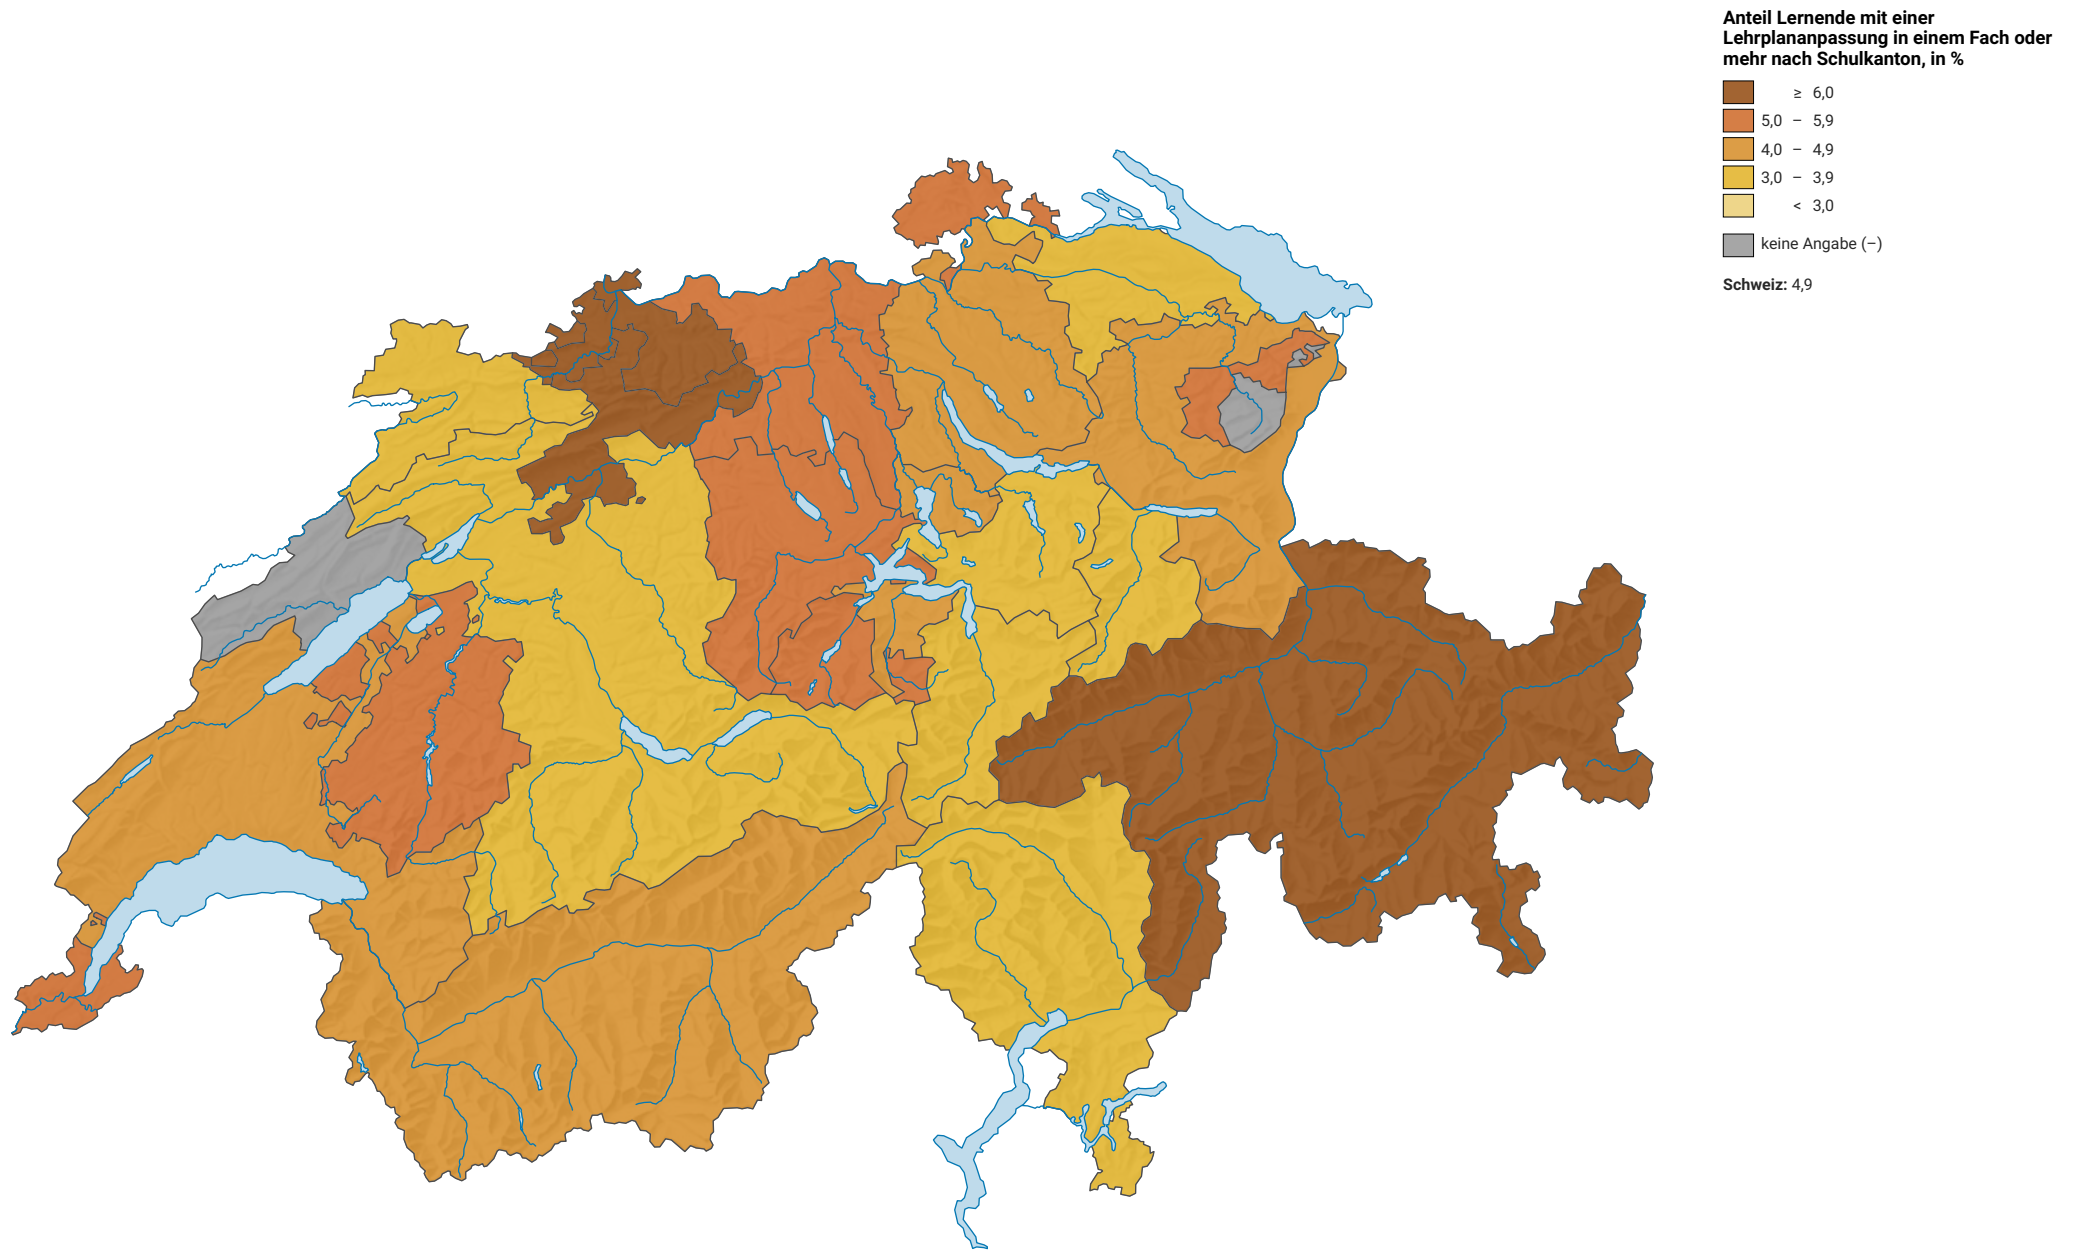 Anteil Lernende mit einer
Lehrplananpassung in einem Fach oder
mehr nach Schulkanton, in %
≥ 6,0
5,0 – 5,9
4,0 – 4,9
3,0 – 3,9
< 3,0
keine Angabe (–)
Schweiz: 4,9